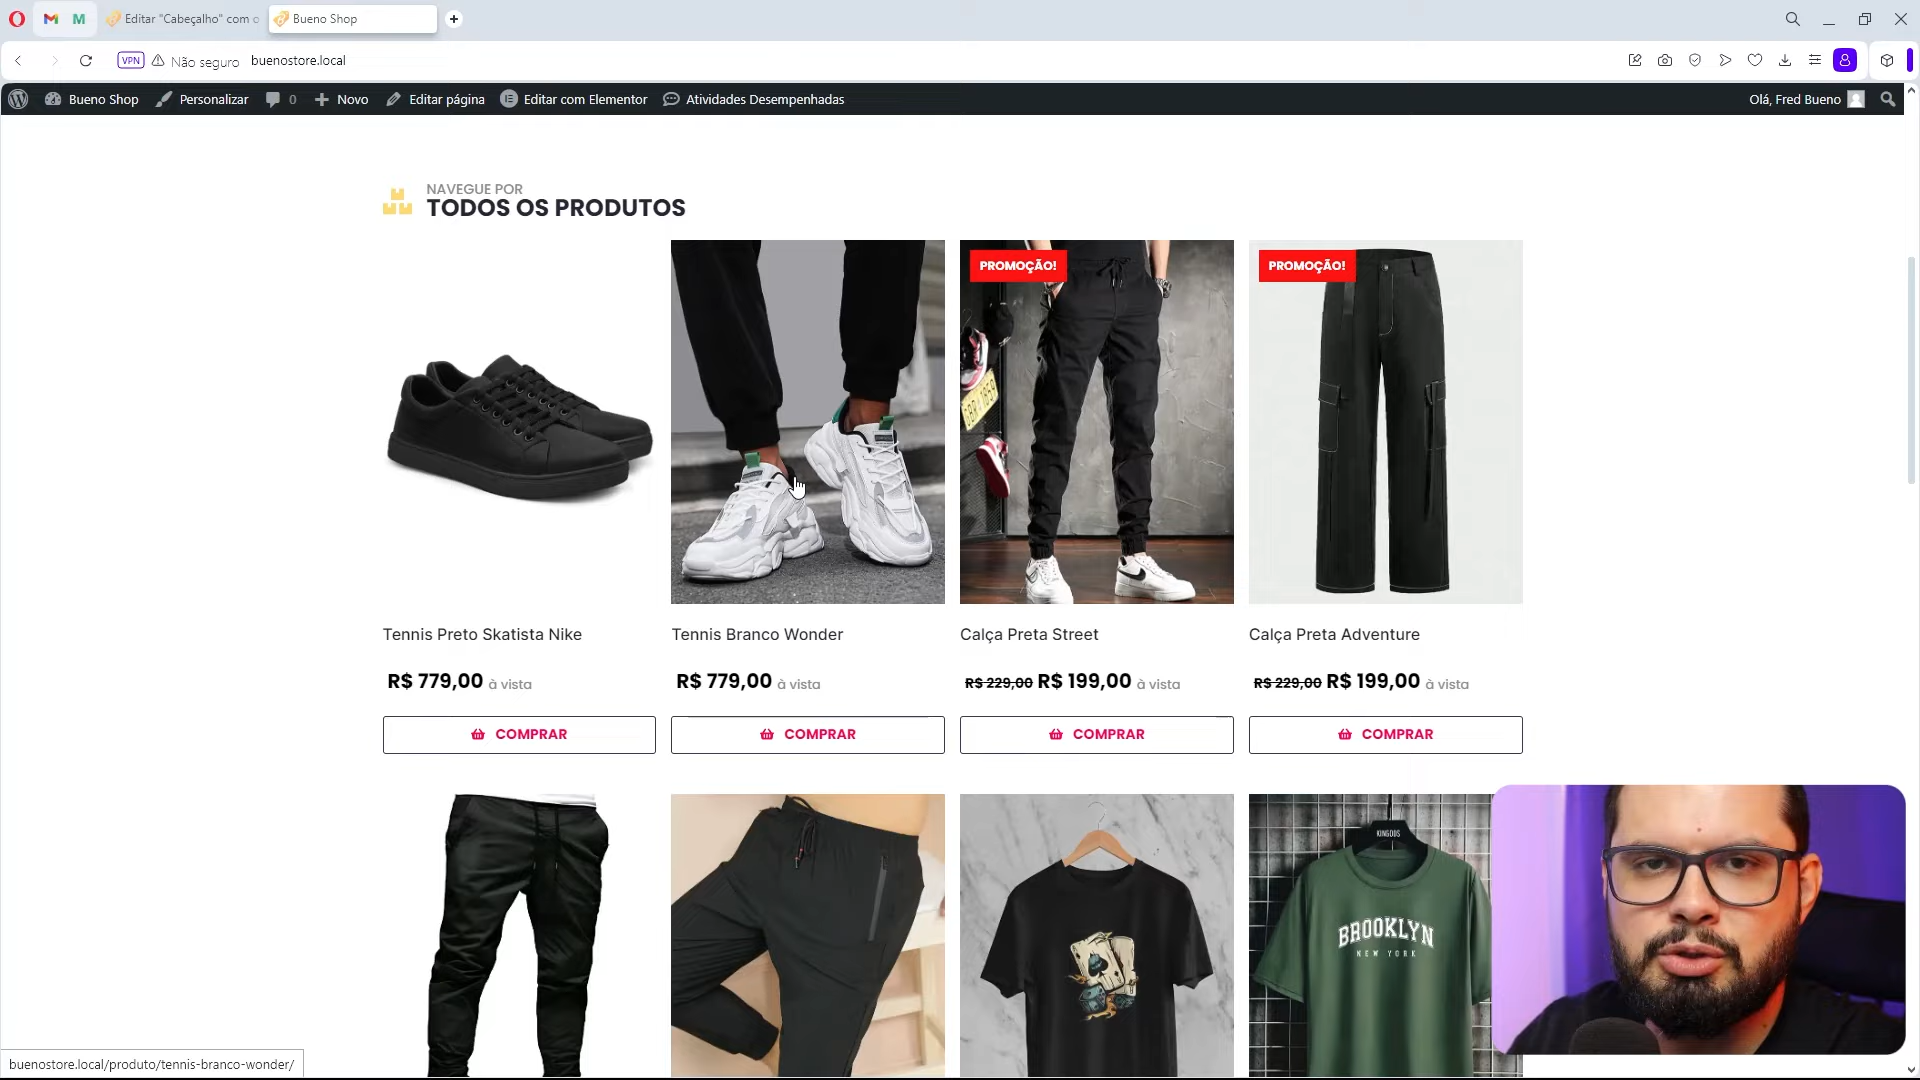 Editar "Cabeçalho" com o
Bueno Shop
VPN
Não seguro
buenostore.local
Bueno Shop
Personalizar
0
Novo
Editar página
Editar com Elementor
Atividades Desempenhadas
Olá, Fred Bueno
NAVEGUE POR
TODOS OS PRODUTOS
PROMOÇÃO!
PROMOÇÃO!
Tennis Preto Skatista Nike
Tennis Branco Wonder
Calça Preta Street
Calça Preta Adventure
R$ 779,00 à vista
R$ 779,00 à vista
R$ 229,00 R$ 199,00 à vista
R$ 229,00 R$ 199,00 à vista
COMPRAR
COMPRAR
COMPRAR
COMPRAR
KINGDOS
BROOKLYN
NEW YORK
buenostore.local/produto/tennis-branco-wonder/